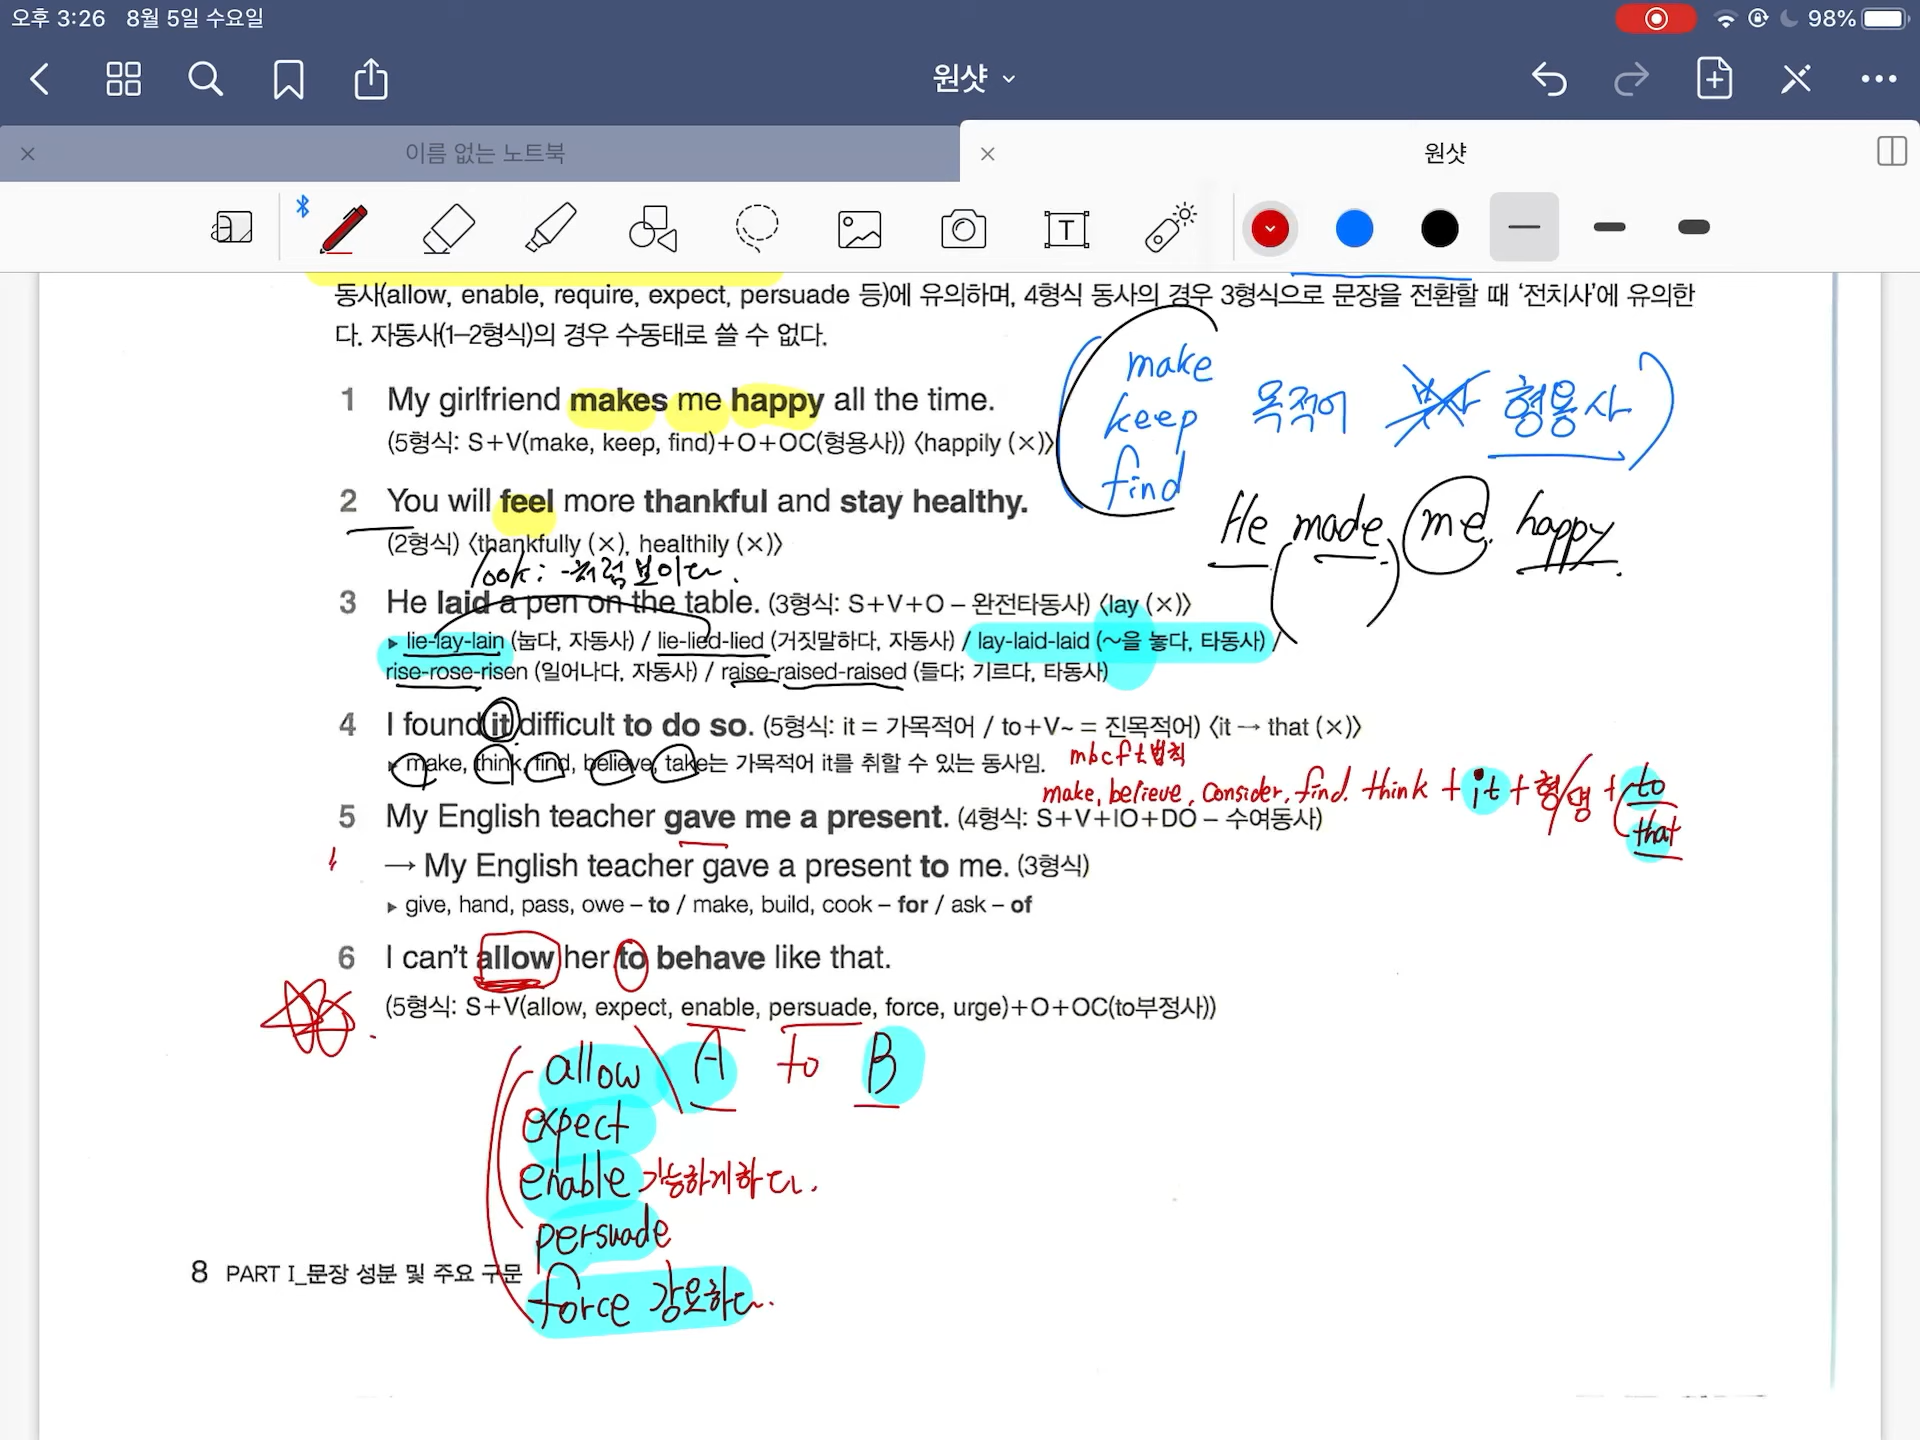 오후 3:26 8월 5일 수요일
98%
원샷
이름 없는 노트북
원샷
동사(allow, enable, require, expect, persuade 등)에 유의하며, 4형식 동사의 경우 3형식으로 문장을 전환할 때 '전치사'에 유의한
다. 자동사(1–2형식)의 경우 수동태로 쓸 수 없다.
make
keep
find
목적어 부사 형용사
1 My girlfriend makes me happy all the time.
(5형식: S+V(make, keep, find)+O+OC(형용사)) 〈happily (×)〉
2 You will feel more thankful and stay healthy.
He made me happy.
(2형식) 〈thankfully (×), healthily (×)〉
look: -처럼 보이다.
3 He laid a pen on the table. (3형식: S+V+O – 완전타동사) 〈lay (×)〉
▸ lie-lay-lain (눕다, 자동사) / lie-lied-lied (거짓말하다, 자동사) / lay-laid-laid (~을 놓다, 타동사) /
rise-rose-risen (일어나다, 자동사) / raise-raised-raised (들다; 기르다, 타동사)
4 I found it difficult to do so. (5형식: it = 가목적어 / to+V~ = 진목적어) 〈it → that (×)〉
▸ make, think, find, believe, take는 가목적어 it를 취할 수 있는 동사임.
mbcft법칙
make, believe, consider, find, think + it + 형/명 + to
that
5 My English teacher gave me a present. (4형식: S+V+IO+DO – 수여동사)
→ My English teacher gave a present to me. (3형식)
▸ give, hand, pass, owe – to / make, build, cook – for / ask – of
6 I can't allow her to behave like that.
(5형식: S+V(allow, expect, enable, persuade, force, urge)+O+OC(to부정사))
allow A to B
expect
enable 가능하게하다.
persuade
force 강요하다.
8 PART I_문장 성분 및 주요 구문